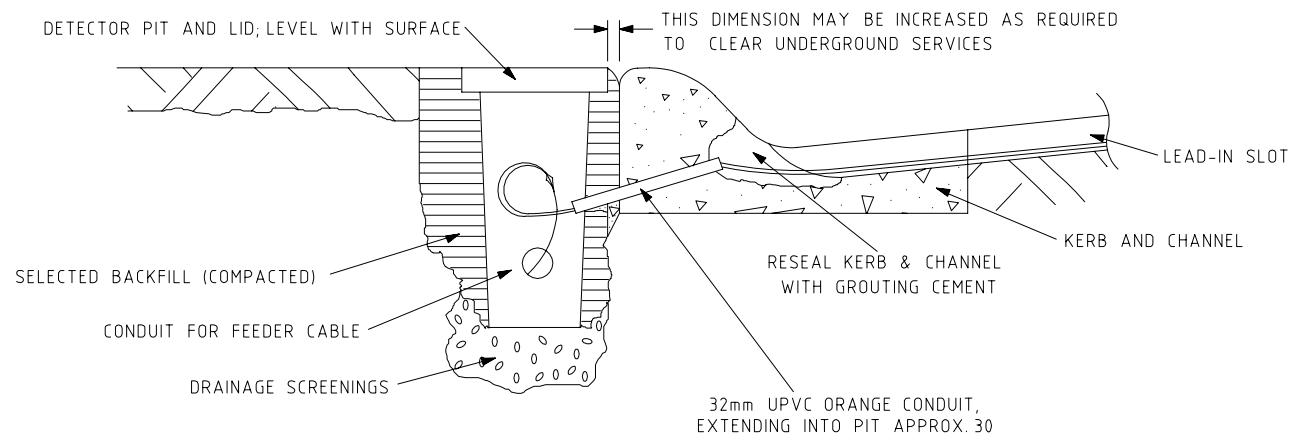 DETECTOR PIT AND LID; LEVEL WITH SURFACE
THIS DIMENSION MAY BE INCREASED AS REQUIRED
TO CLEAR UNDERGROUND SERVICES
LEAD-IN SLOT
KERB AND CHANNEL
RESEAL KERB & CHANNEL
WITH GROUTING CEMENT
SELECTED BACKFILL (COMPACTED)
CONDUIT FOR FEEDER CABLE
DRAINAGE SCREENINGS
32mm UPVC ORANGE CONDUIT,
EXTENDING INTO PIT APPROX. 30